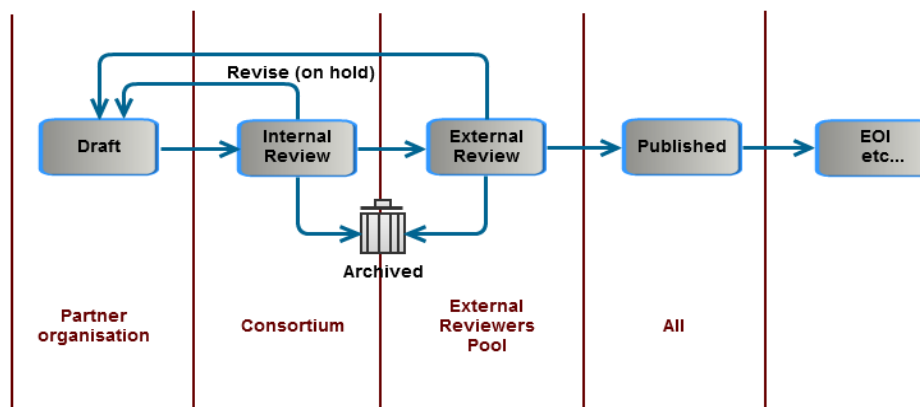 Revise (on hold)
Draft
Internal
Review
External
Review
Published
EOI
etc...
Archived
Partner
organisation
Consortium
External
Reviewers
Pool
All